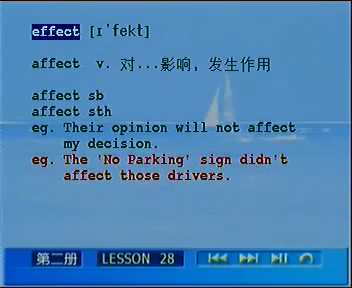 effect [ɪˈfekt]
affect v. 对...影响，发生作用
affect sb
affect sth
eg. Their opinion will not affect
my decision.
eg. The 'No Parking' sign didn't
affect those drivers.
第二册 LESSON 28